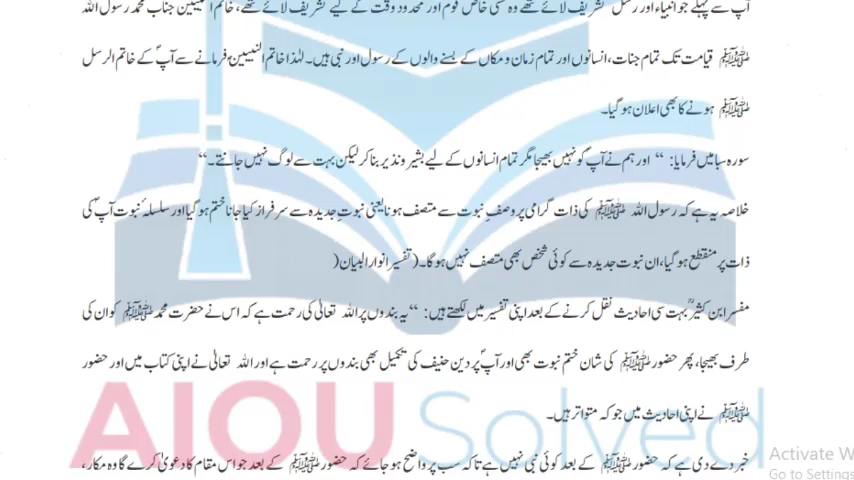 آپ سے پہلے جو انبیاء اور رسل تشریف لائے تھے وہ کسی خاص قوم اور محدود وقت کے لیے تشریف لائے تھے، خاتم النبیین جناب محمد رسول اللہ
ﷺ قیامت تک تمام جنات، انسانوں اور تمام زمان و مکاں کے بسنے والوں کے رسول اور نبی ہیں۔ لہٰذا خاتم النبیینؐ فرمانے سے آپؐ کے خاتم الرسل
ﷺ ہونے کا بھی اعلان ہو گیا۔
سورہ سبا میں فرمایا: “ اور ہم نے آپؐ کو نہیں بھیجا مگر تمام انسانوں کے لیے بشیر و نذیر بنا کر لیکن بہت سے لوگ نہیں جانتے۔“
خلاصہ یہ ہے کہ رسول اللہ ﷺ کی ذات گرامی پر وصفِ نبوت سے متصف ہونا یعنی نبوتِ جدیدہ سے سرفراز کیا جانا ختم ہو گیا اور سلسلہٴ نبوت آپؐ کی
ذات پر منقطع ہو گیا، ان نبوت جدیدہ سے کوئی شخص بھی متصف نہیں ہو گا۔ (تفسیر انوار البیان(
مفسر ابن کثیرؒ بہت سی احادیث نقل کرنے کے بعد اپنی تفسیر میں لکھتے ہیں: “یہ بندوں پر اللہ تعالیٰ کی رحمت ہے کہ اس نے حضرت محمد ﷺ کو ان کی
طرف بھیجا، پھر حضور ﷺ کی شان ختم نبوت بھی اور آپؐ پر دین حنیف کی تکمیل بھی بندوں پر رحمت ہے اور اللہ تعالیٰ نے اپنی کتاب میں اور حضور
ﷺ نے اپنی احادیث میں جو کہ متواتر ہیں۔
خبر دے دی ہے کہ حضور ﷺ کے بعد کوئی نبی نہیں ہے تاکہ سب پر واضح ہو جائے کہ حضور ﷺ کے بعد جو اس مقام کا دعویٰ کرے گا وہ مکار،
AIOU Solved
Activate W
Go to Settings